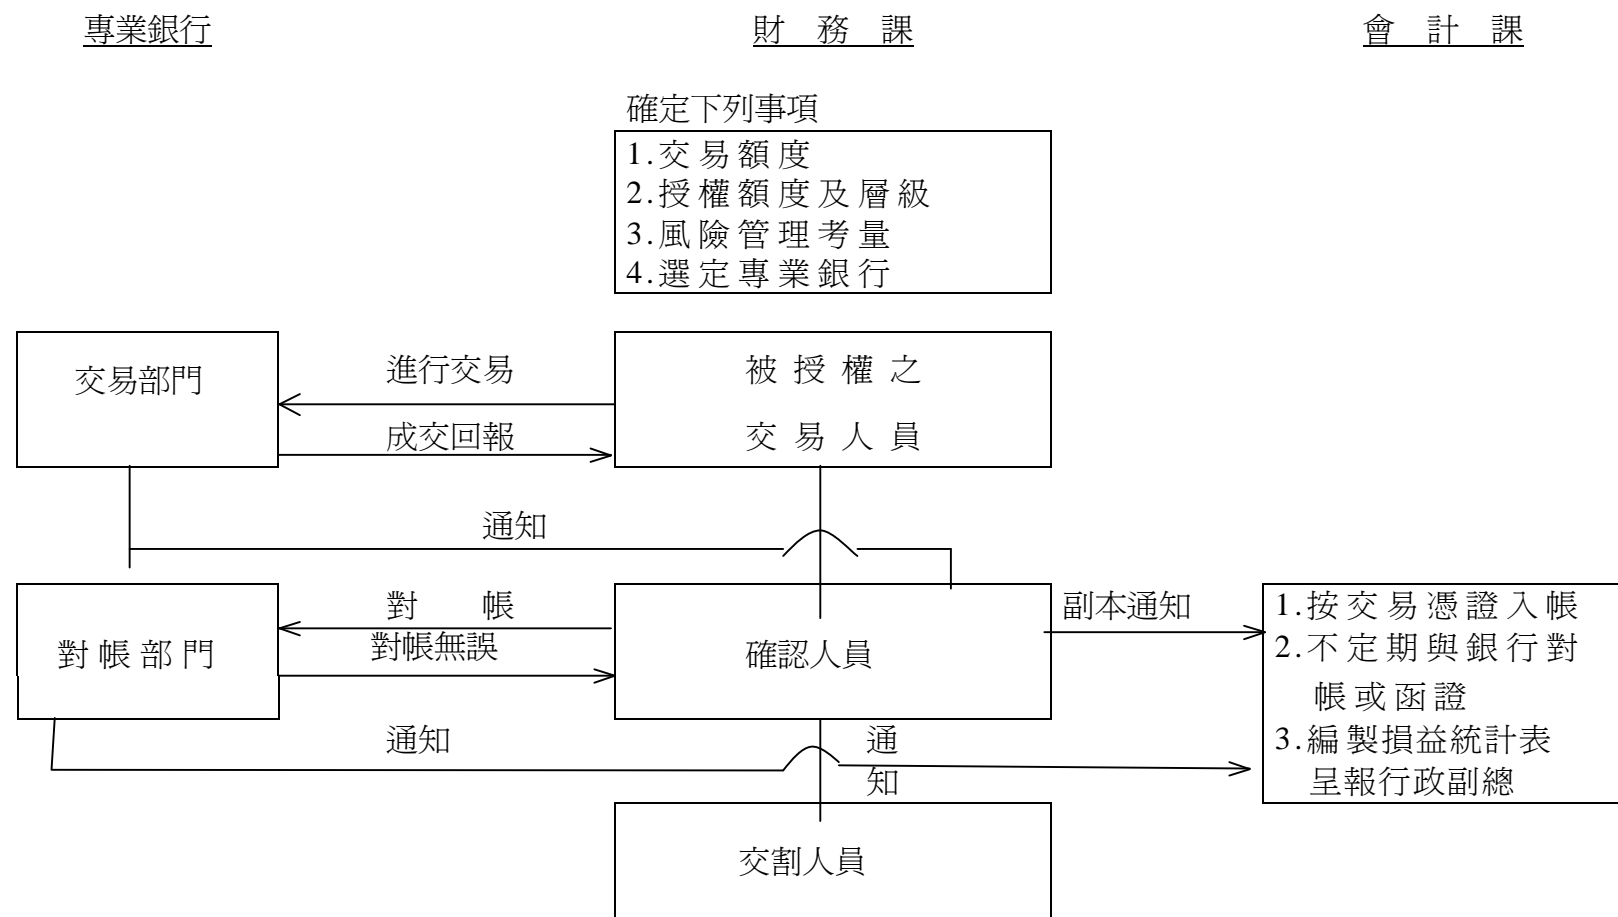 專業銀行
財務課
會計課
確定下列事項
1.交易額度
2.授權額度及層級
3.風險管理考量
4.選定專業銀行
交易部門
進行交易
成交回報
被授權之
交易人員
通知
對帳部門
對 帳
對帳無誤
確認人員
副本通知
1.按交易憑證入帳
2.不定期與銀行對
帳或函證
3.編製損益統計表
呈報行政副總
通知
通
知
交割人員